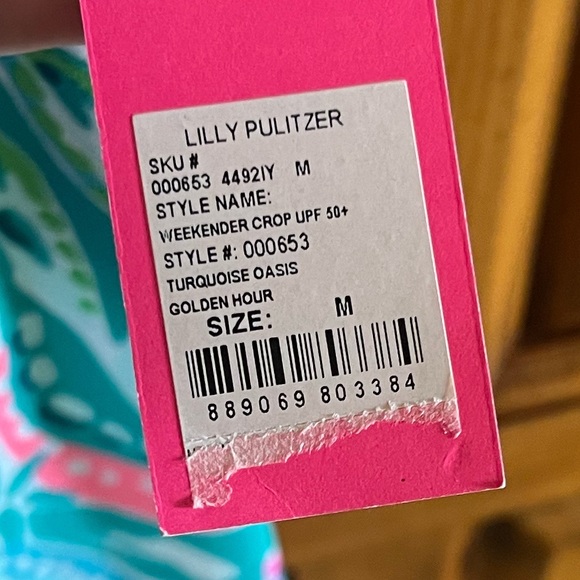 LILLY PULITZER
SKU #
000653 4492IY M
STYLE NAME:
WEEKENDER CROP UPF 50+
STYLE #: 000653
TURQUOISE OASIS
GOLDEN HOUR
SIZE: M
889069 803384